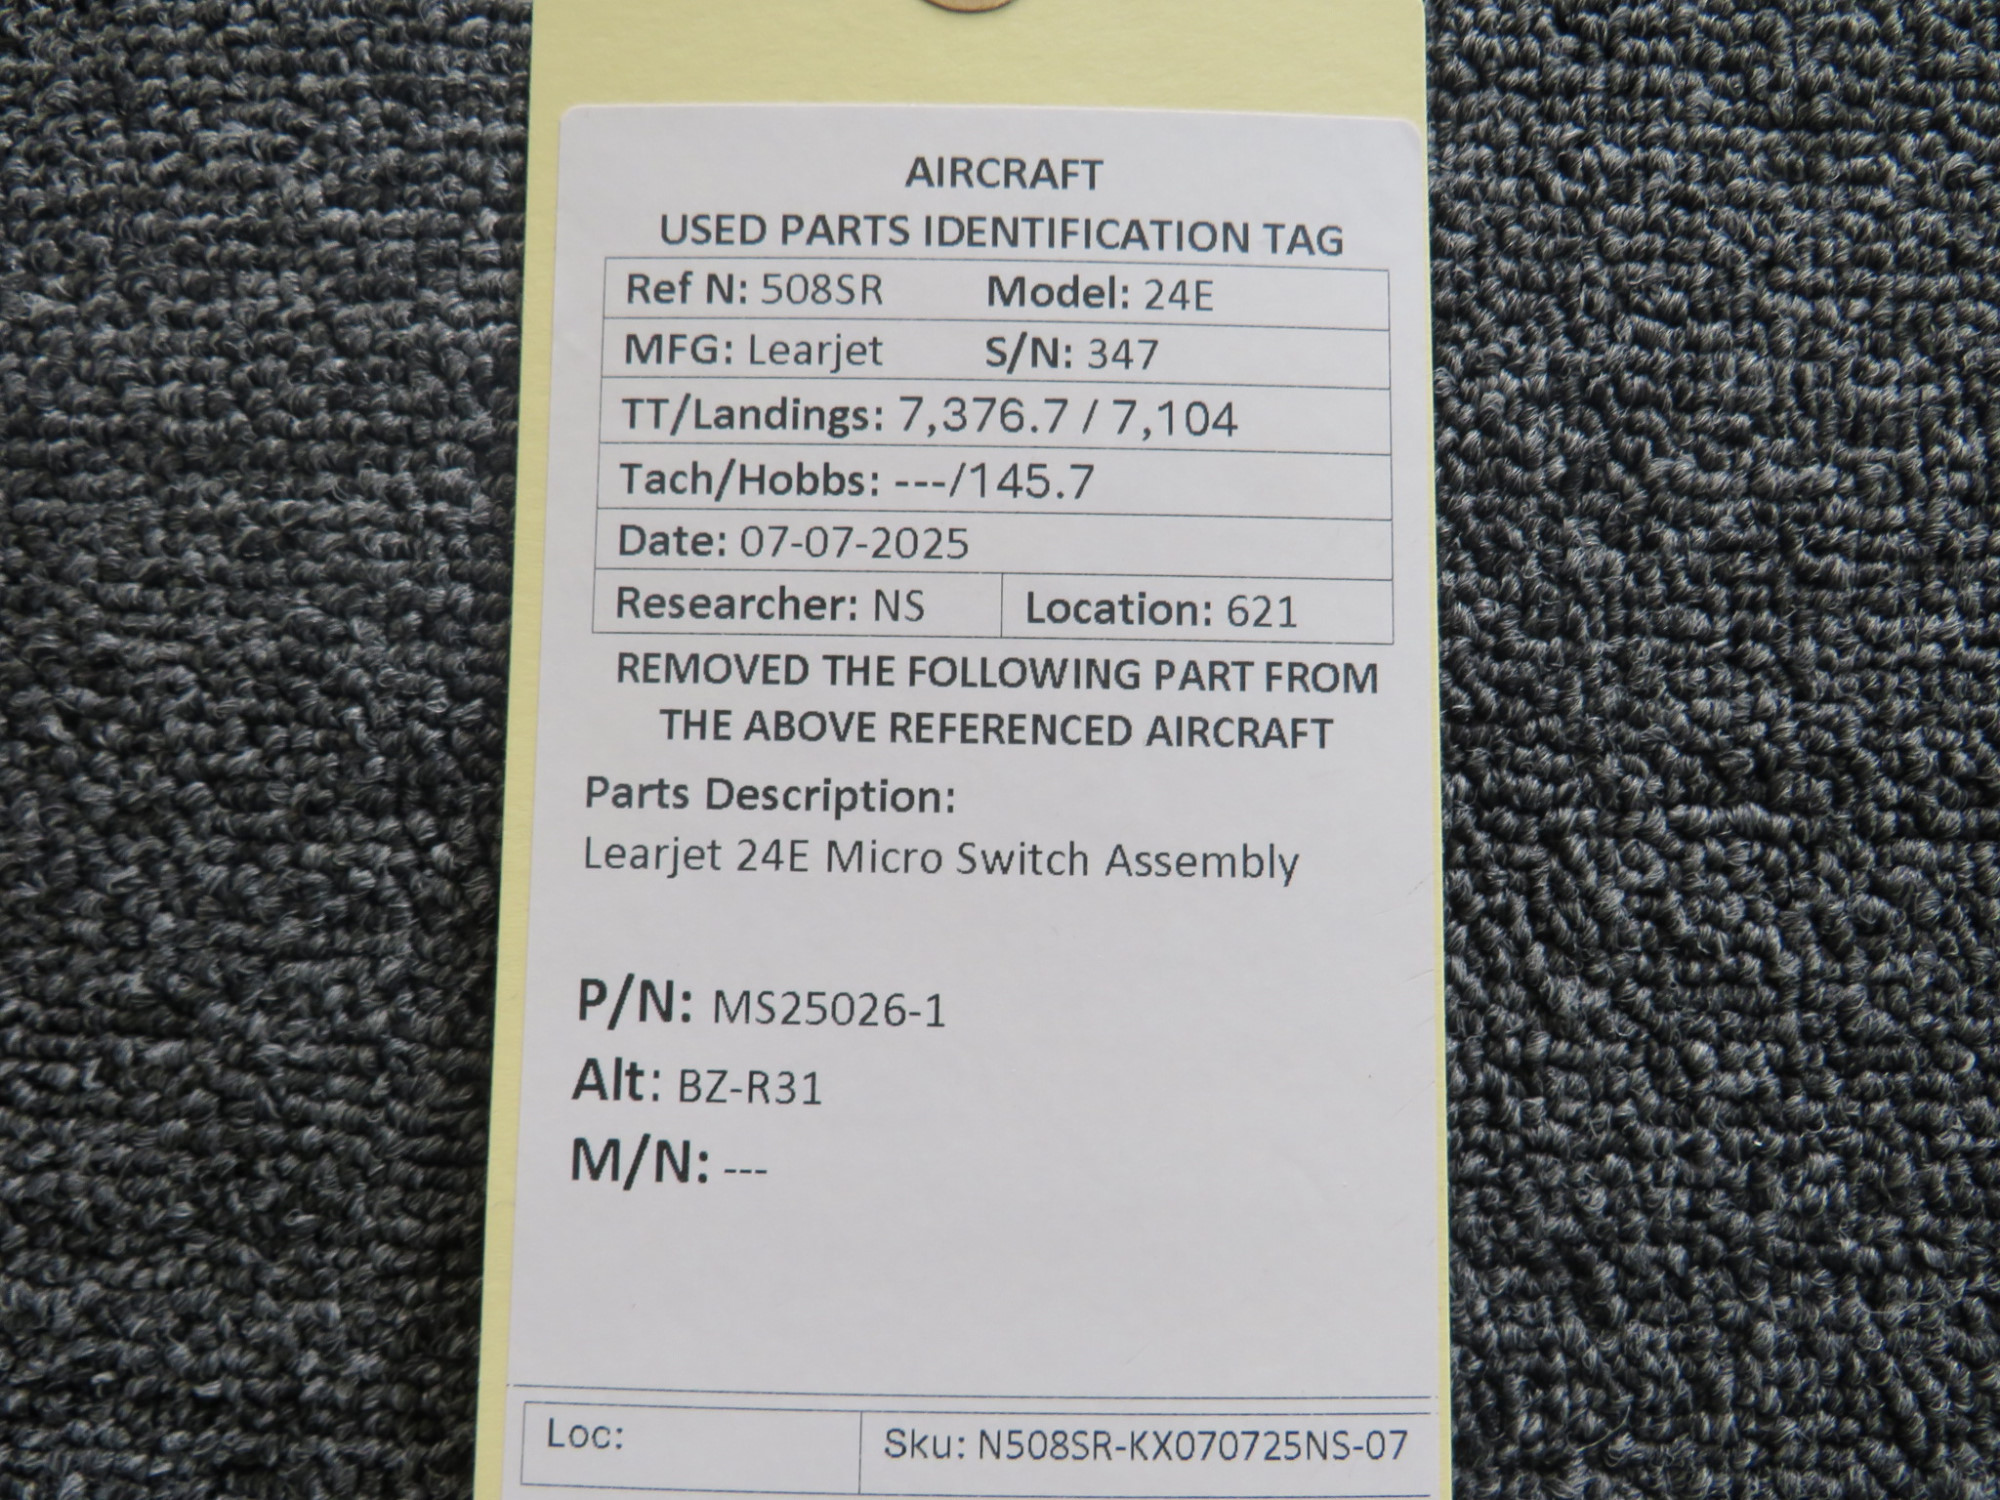 AIRCRAFT
USED PARTS IDENTIFICATION TAG
Ref N: 508SR Model: 24E
MFG: Learjet S/N: 347
TT/Landings: 7,376.7 / 7,104
Tach/Hobbs: ---/145.7
Date: 07-07-2025
Researcher: NS Location: 621
REMOVED THE FOLLOWING PART FROM
THE ABOVE REFERENCED AIRCRAFT
Parts Description:
Learjet 24E Micro Switch Assembly
P/N: MS25026-1
Alt: BZ-R31
M/N: ---
Loc: Sku: N508SR-KX070725NS-07